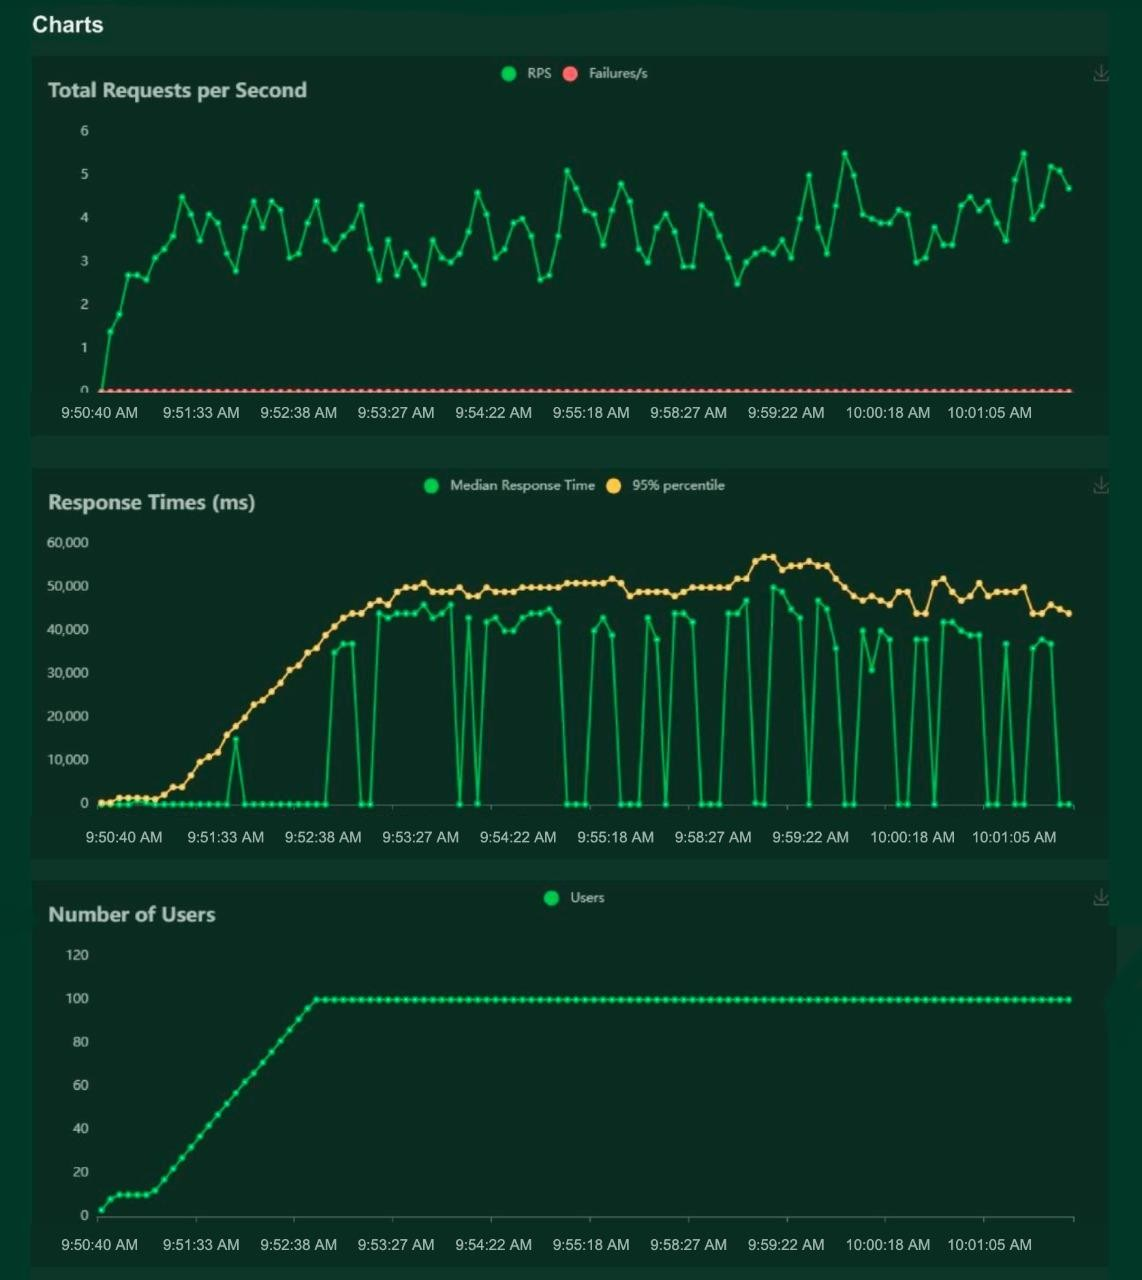 Charts
RPS Failures/s
Total Requests per Second
6
5
4
3
2
1
0
9:50:40 AM 9:51:33 AM 9:52:38 AM 9:53:27 AM 9:54:22 AM 9:55:18 AM 9:58:27 AM 9:59:22 AM 10:00:18 AM 10:01:05 AM
Median Response Time 95% percentile
Response Times (ms)
60,000
50,000
40,000
30,000
20,000
10,000
0
9:50:40 AM 9:51:33 AM 9:52:38 AM 9:53:27 AM 9:54:22 AM 9:55:18 AM 9:58:27 AM 9:59:22 AM 10:00:18 AM 10:01:05 AM
Users
Number of Users
120
100
80
60
40
20
0
9:50:40 AM 9:51:33 AM 9:52:38 AM 9:53:27 AM 9:54:22 AM 9:55:18 AM 9:58:27 AM 9:59:22 AM 10:00:18 AM 10:01:05 AM